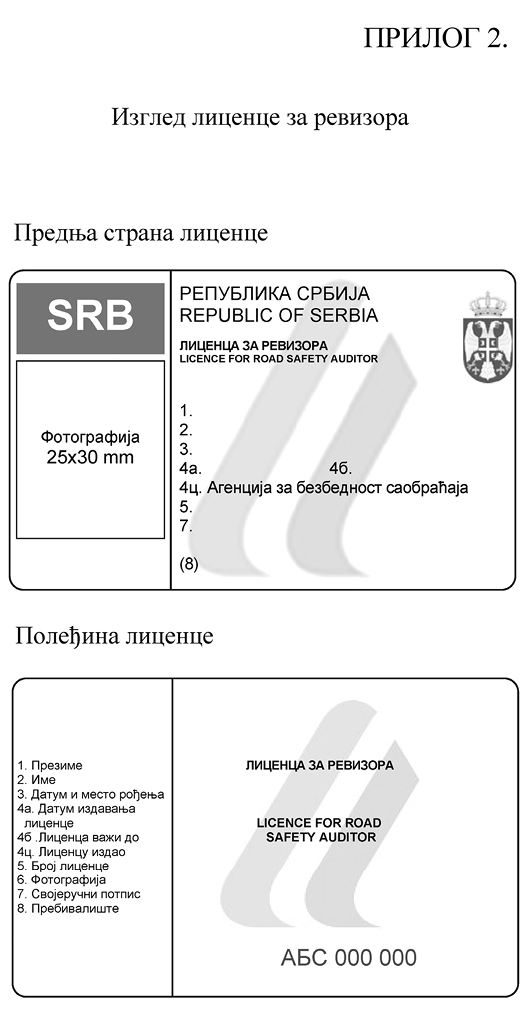 ПРИЛОГ 2.
Изглед лиценце за ревизора
Предња страна лиценце
SRB
Фотографија
25x30 mm
РЕПУБЛИКА СРБИЈА
REPUBLIC OF SERBIA
ЛИЦЕНЦА ЗА РЕВИЗОРА
LICENCE FOR ROAD SAFETY AUDITOR
1.
2.
3.
4а. 4б.
4ц. Агенција за безбедност саобраћаја
5.
7.
(8)
Полеђина лиценце
1. Презиме
2. Име
3. Датум и место рођења
4а. Датум издавања
лиценце
4б .Лиценца важи до
4ц. Лиценцу издао
5. Број лиценце
6. Фотографија
7. Својеручни потпис
8. Пребивалиште
ЛИЦЕНЦА ЗА РЕВИЗОРА
LICENCE FOR ROAD
SAFETY AUDITOR
АБС 000 000